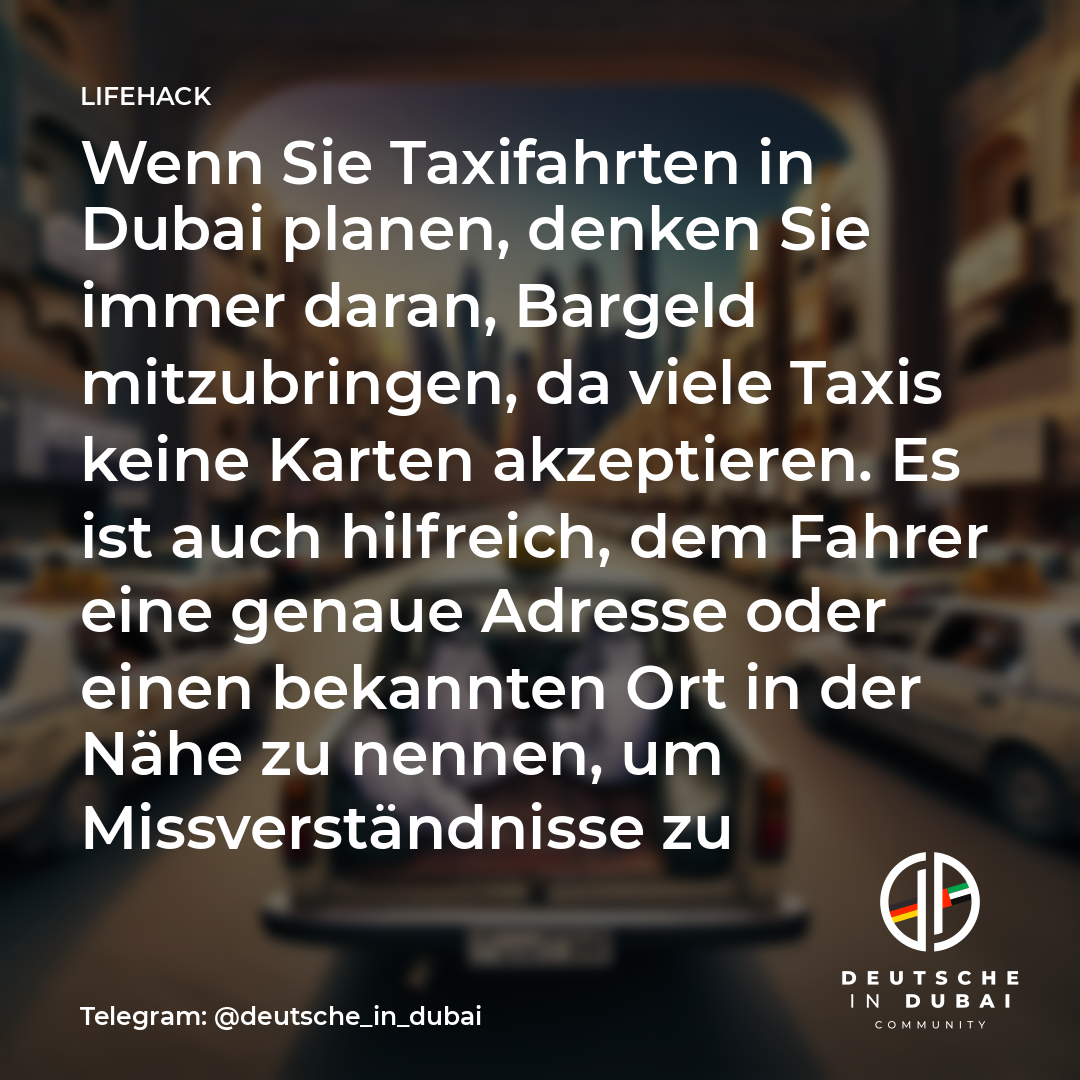 LIFEHACK
Wenn Sie Taxifahrten in
Dubai planen, denken Sie
immer daran, Bargeld
mitzubringen, da viele Taxis
keine Karten akzeptieren. Es
ist auch hilfreich, dem Fahrer
eine genaue Adresse oder
einen bekannten Ort in der
Nähe zu nennen, um
Missverständnisse zu
DEUTSCHE
IN DUBAI
COMMUNITY
Telegram: @deutsche_in_dubai